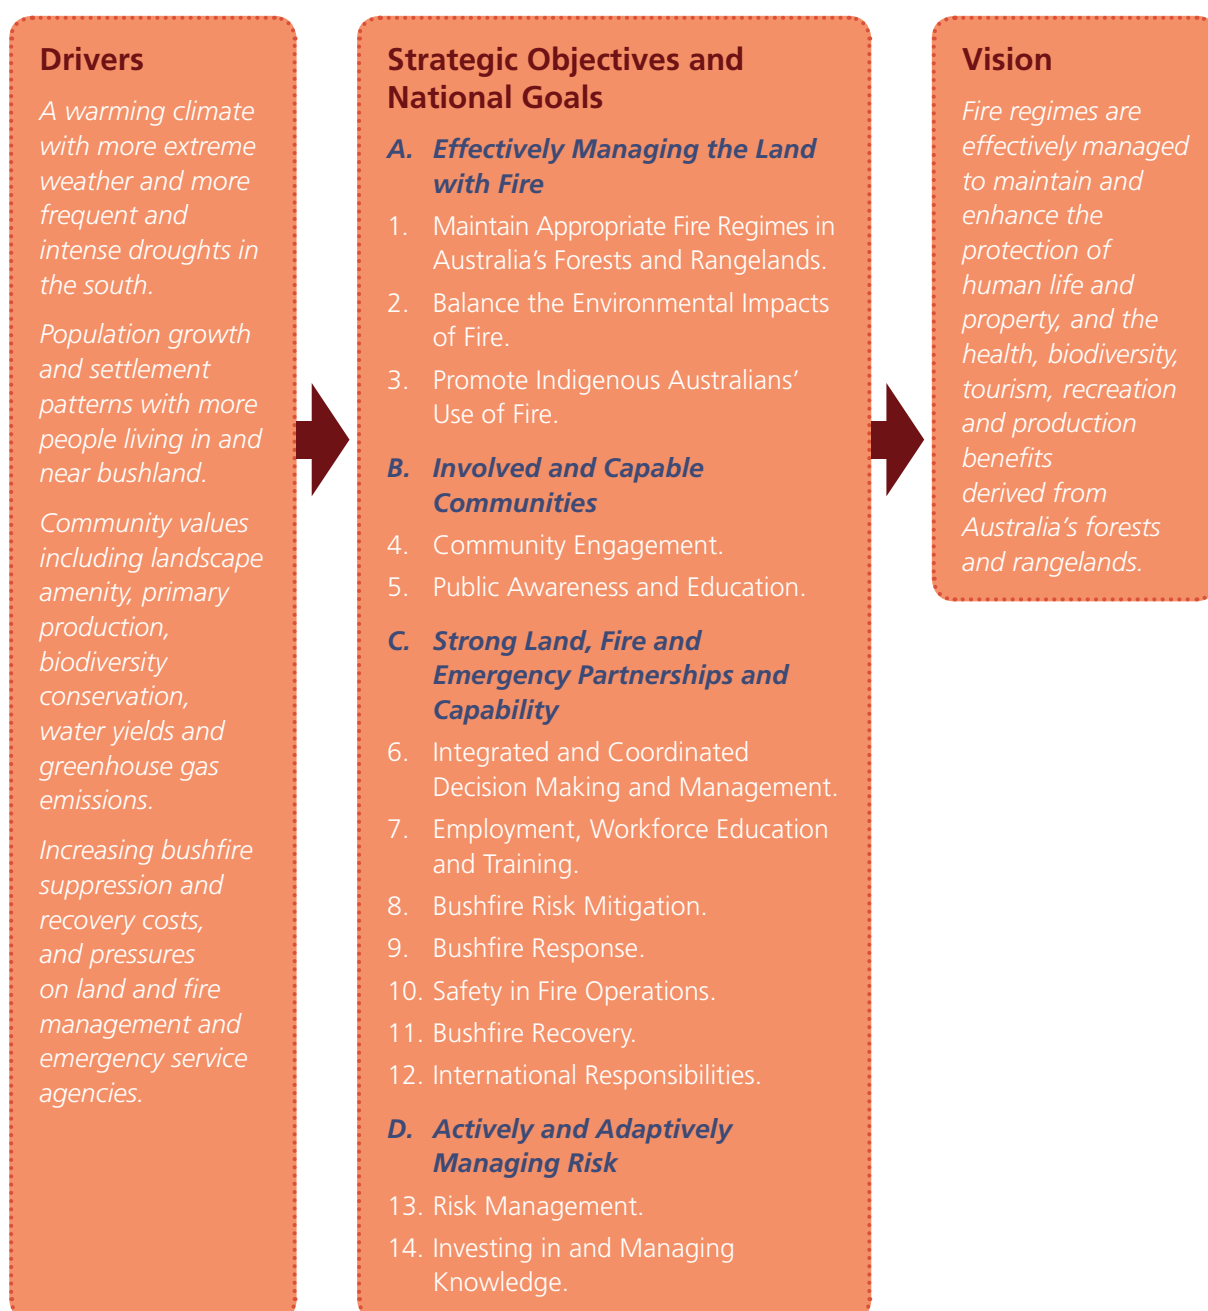 Drivers
A warming climate
with more extreme
weather and more
frequent and
intense droughts in
the south.
Population growth
and settlement
patterns with more
people living in and
near bushland.
Community values
including landscape
amenity, primary
production,
biodiversity
conservation,
water yields and
greenhouse gas
emissions.
Increasing bushfire
suppression and
recovery costs,
and pressures
on land and fire
management and
emergency service
agencies.
Strategic Objectives and
National Goals
A. Effectively Managing the Land
with Fire
1. Maintain Appropriate Fire Regimes in
Australia’s Forests and Rangelands.
2. Balance the Environmental Impacts
of Fire.
3. Promote Indigenous Australians’
Use of Fire.
B. Involved and Capable
Communities
4. Community Engagement.
5. Public Awareness and Education.
C. Strong Land, Fire and
Emergency Partnerships and
Capability
6. Integrated and Coordinated
Decision Making and Management.
7. Employment, Workforce Education
and Training.
8. Bushfire Risk Mitigation.
9. Bushfire Response.
10. Safety in Fire Operations.
11. Bushfire Recovery.
12. International Responsibilities.
D. Actively and Adaptively
Managing Risk
13. Risk Management.
14. Investing in and Managing
Knowledge.
Vision
Fire regimes are
effectively managed
to maintain and
enhance the
protection of
human life and
property, and the
health, biodiversity,
tourism, recreation
and production
benefits
derived from
Australia’s forests
and rangelands.